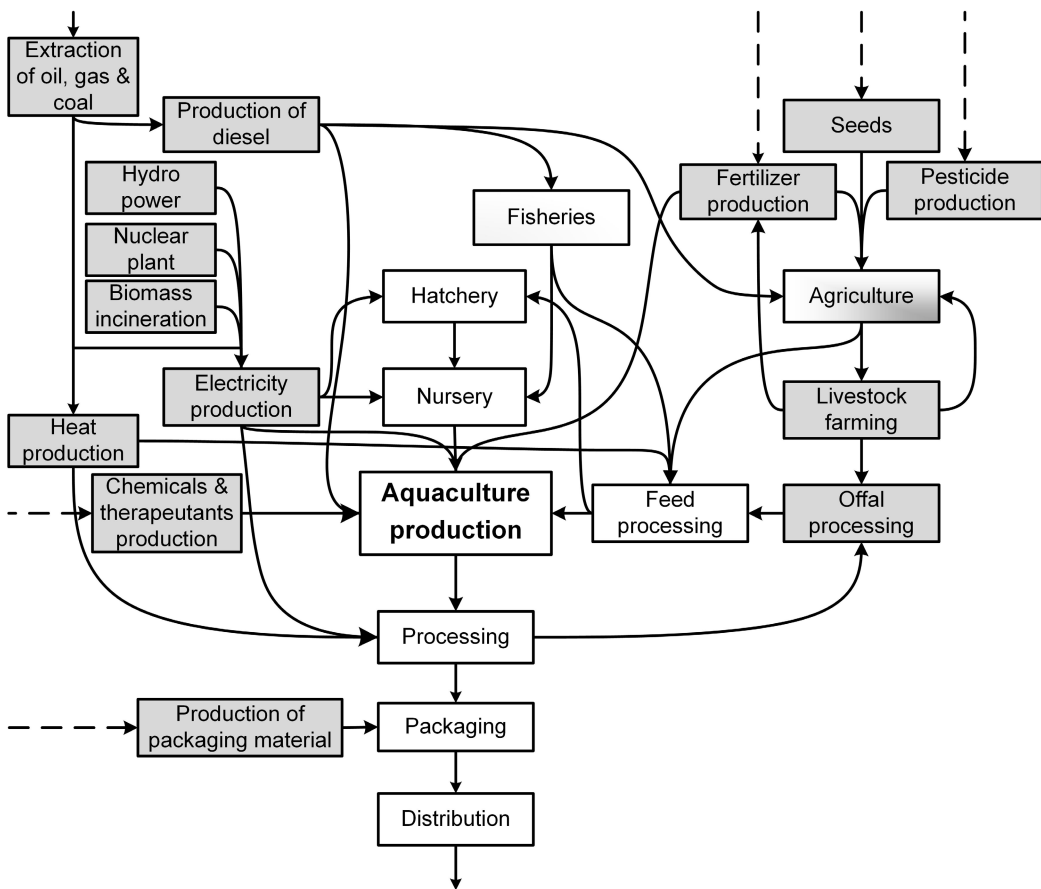 Extraction
of oil, gas &
coal
Production of
diesel
Seeds
Hydro
power
Fertilizer
production
Pesticide
production
Fisheries
Nuclear
plant
Biomass
incineration
Hatchery
Agriculture
Electricity
production
Nursery
Livestock
farming
Heat
production
Chemicals &
therapeutants
production
Aquaculture
production
Feed
processing
Offal
processing
Processing
Production of
packaging material
Packaging
Distribution